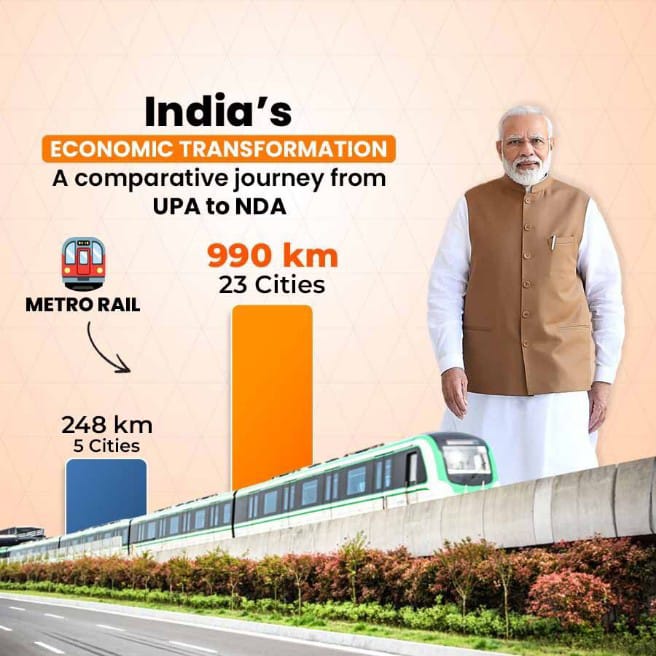 India's
ECONOMIC TRANSFORMATION
A comparative journey from
UPA to NDA
METRO RAIL
990 km
23 Cities
248 km
5 Cities